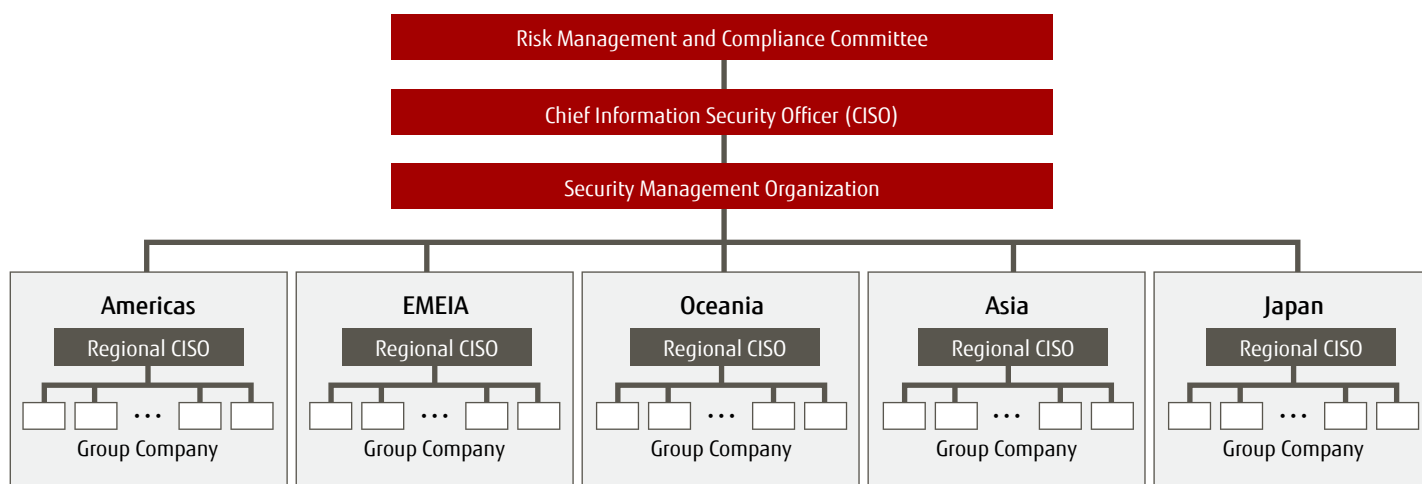 Risk Management and Compliance Committee
Chief Information Security Officer (CISO)
Security Management Organization
Americas
Regional CISO
...
Group Company
EMEIA
Regional CISO
...
Group Company
Oceania
Regional CISO
...
Group Company
Asia
Regional CISO
...
Group Company
Japan
Regional CISO
...
Group Company